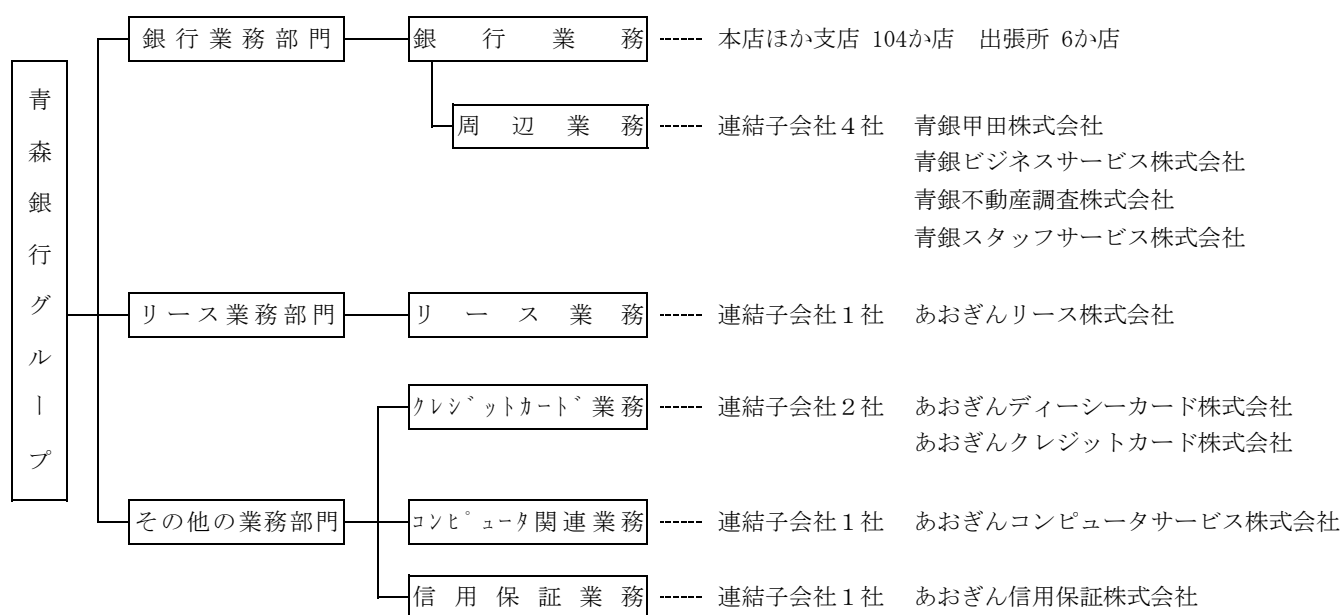 青森銀行グループ
銀行業務部門
銀行業務
本店ほか支店 104か店 出張所 6か店
周辺業務
連結子会社4社 青銀甲田株式会社
青銀ビジネスサービス株式会社
青銀不動産調査株式会社
青銀スタッフサービス株式会社
リース業務部門
リース業務
連結子会社1社 あおぎんリース株式会社
その他の業務部門
クレジットカード業務
連結子会社2社 あおぎんディーシーカード株式会社
あおぎんクレジットカード株式会社
コンピュータ関連業務
連結子会社1社 あおぎんコンピュータサービス株式会社
信用保証業務
連結子会社1社 あおぎん信用保証株式会社